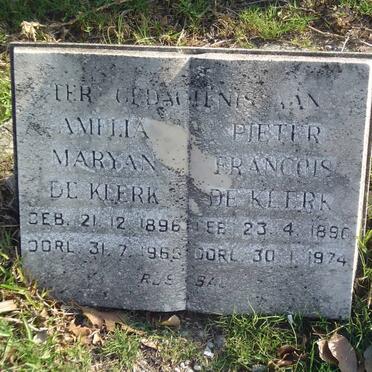 TER GEDAGTENIS AAN
AMELIA PIETER
MARYAN FRANCOIS
DE KLERK DE KLERK
GEB. 21.12.1896 GEB. 23.4.1896
OORL. 31.7.1965 OORL. 30.1.1974
RUS SAG